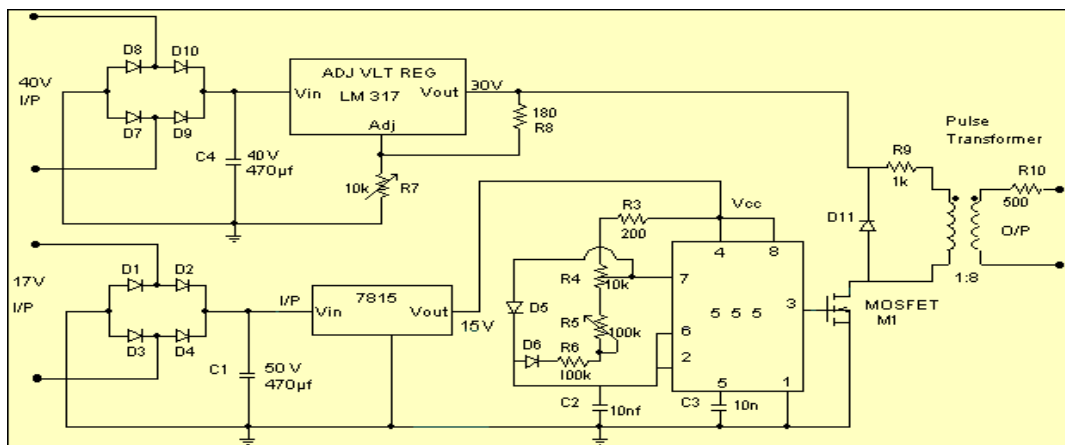 D8
D10
40V
I/P
D7
D9
ADJ VLT REG
Vin
LM 317
Vout
Adj
30V
180
R8
C4
40V
470µf
10k
R7
Pulse
Transformer
R9
1k
R10
500
D11
O/P
1:8
MOSFET
M1
R3
200
Vcc
17V
I/P
D1
D2
D3
D4
I/P
7815
Vin
Vout
15V
C1
50V
470µf
R4
10k
R5
100k
D5
D6
R6
100k
4
8
7
3
5 5 5
6
2
5
1
C2
10nf
C3
10n